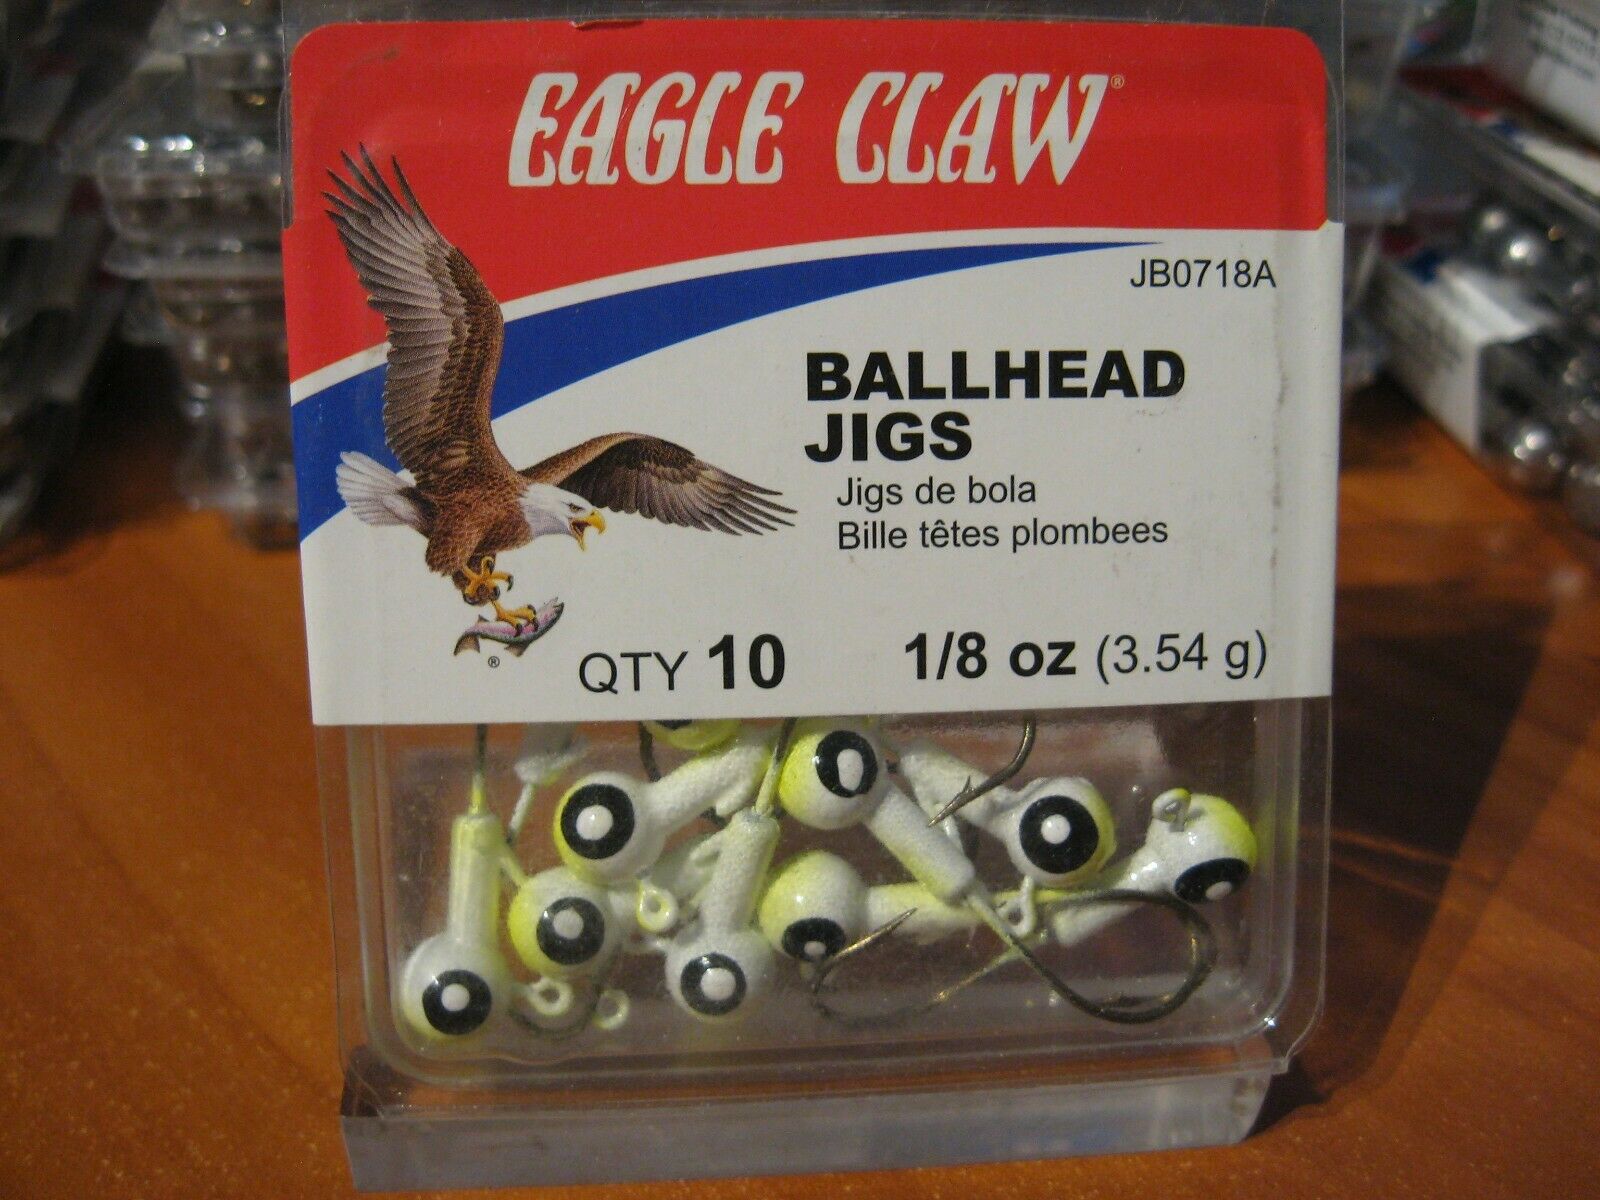 EAGLE CLAW®
JB0718A
BALLHEAD
JIGS
Jigs de bola
Bille têtes plombees
®
QTY 10 1/8 oz (3.54 g)